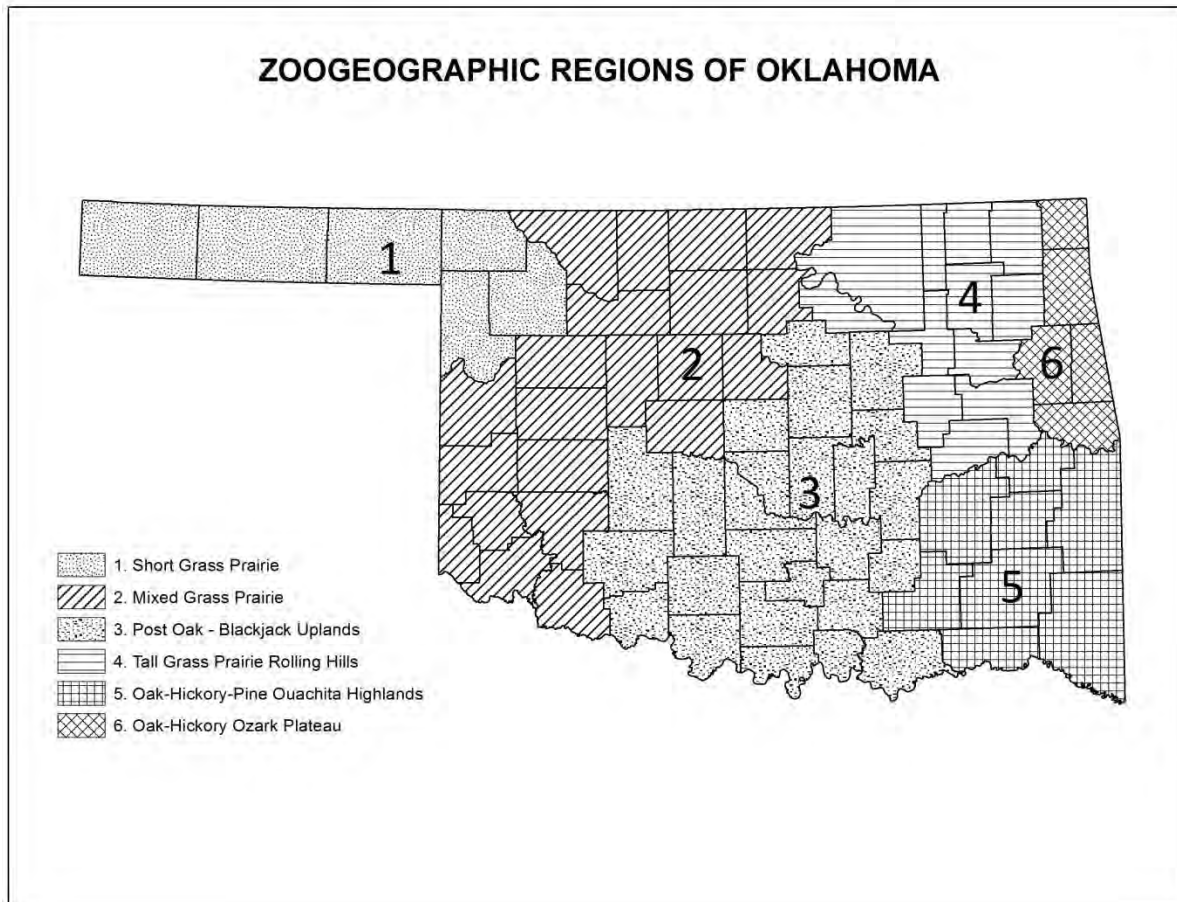 ZOOGEOGRAPHIC REGIONS OF OKLAHOMA
1
4
2
6
3
5
1. Short Grass Prairie
2. Mixed Grass Prairie
3. Post Oak - Blackjack Uplands
4. Tall Grass Prairie Rolling Hills
5. Oak-Hickory-Pine Ouachita Highlands
6. Oak-Hickory Ozark Plateau